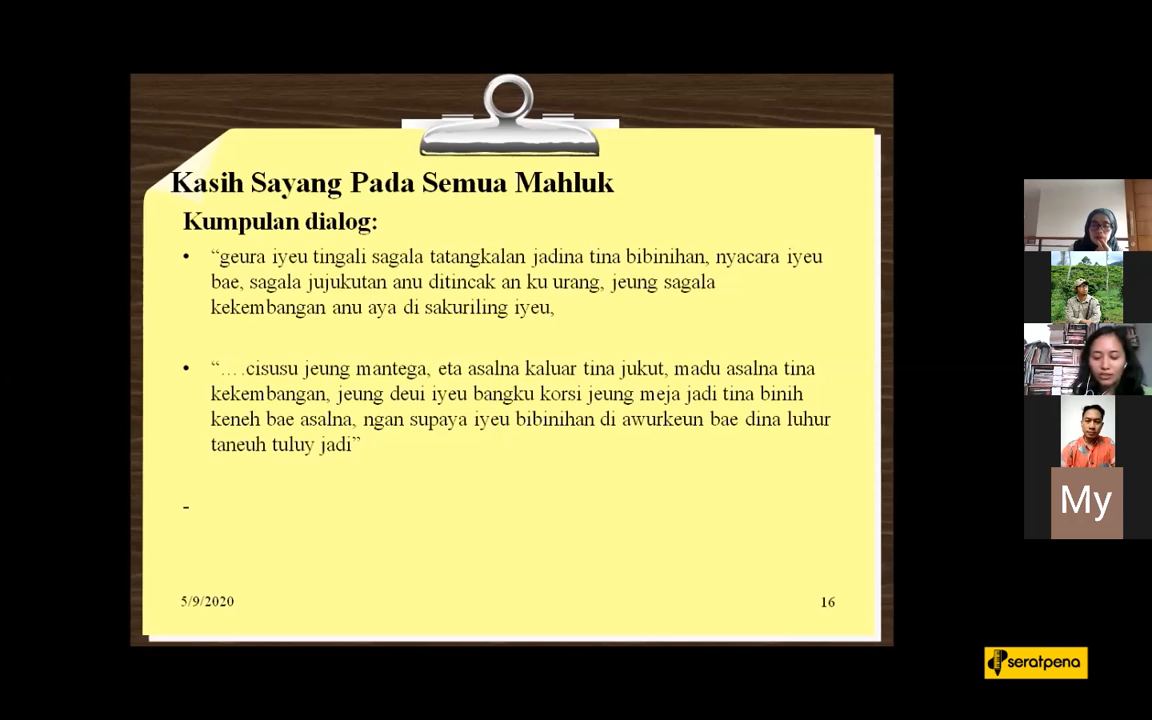 Kasih Sayang Pada Semua Mahluk
Kumpulan dialog:
• “geura iyeu tingali sagala tatangkalan jadina tina bibinihan, nyacara iyeu
bae, sagala jujukutan anu ditincak an ku urang, jeung sagala
kekembangan anu aya di sakuriling iyeu,
• “… .cisusu jeung mantega, eta asalna kaluar tina jukut, madu asalna tina
kekembangan, jeung deui iyeu bangku korsi jeung meja jadi tina binih
keneh bae asalna, ngan supaya iyeu bibinihan di awurkeun bae dina luhur
taneuh tuluy jadi”
-
5/9/2020
16
My
seratpena